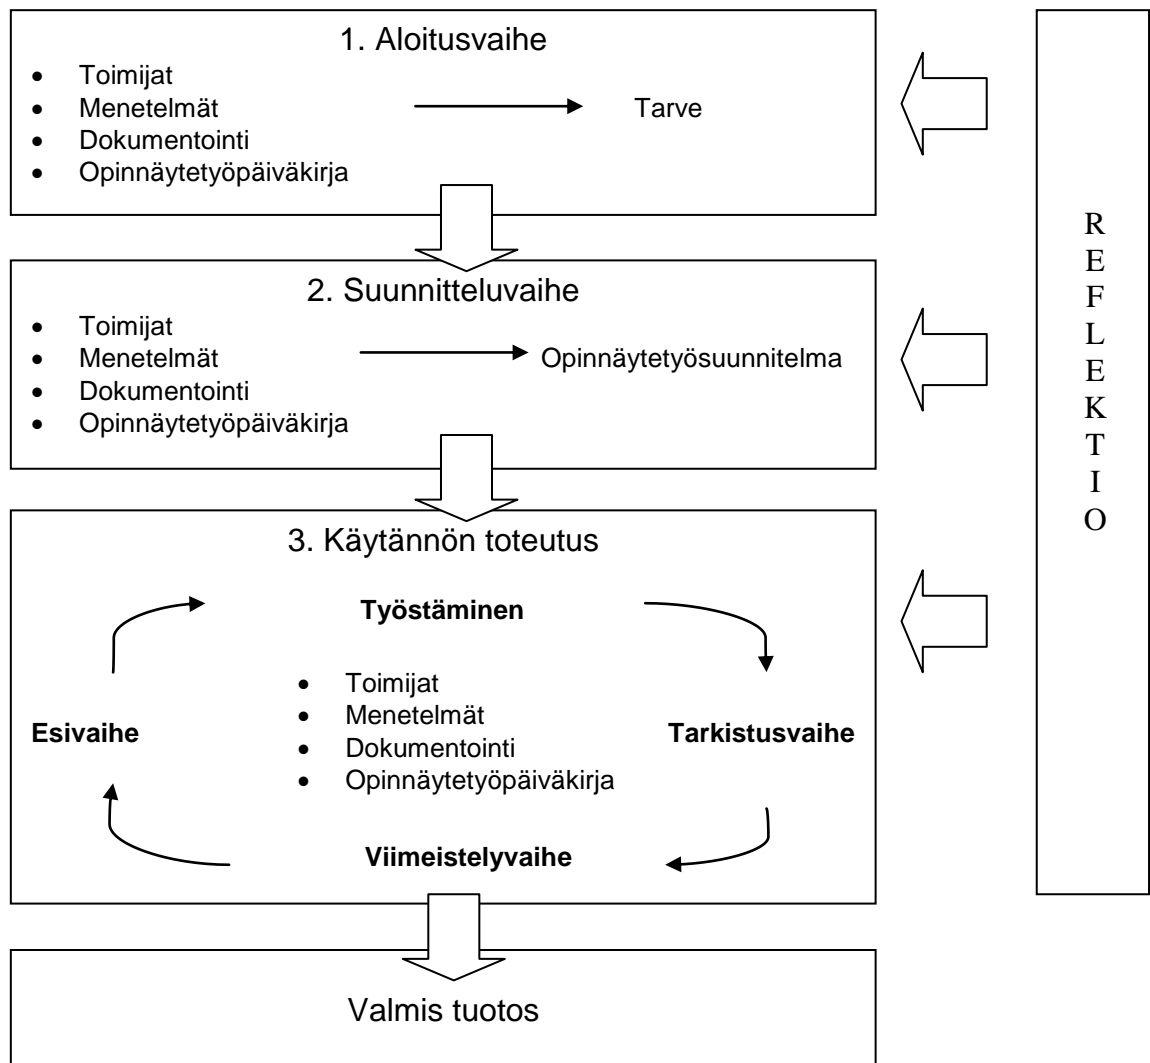 1. Aloitusvaihe
• Toimijat
• Menetelmät
Tarve
• Dokumentointi
• Opinnäytetyöpäiväkirja
2. Suunnitteluvaihe
• Toimijat
• Menetelmät
Opinnäytetyösuunnitelma
• Dokumentointi
• Opinnäytetyöpäiväkirja
3. Käytännön toteutus
Työstäminen
• Toimijat
• Menetelmät
• Dokumentointi
• Opinnäytetyöpäiväkirja
Esivaihe
Tarkistusvaihe
Viimeistelyvaihe
Valmis tuotos
R
E
F
L
E
K
T
I
O